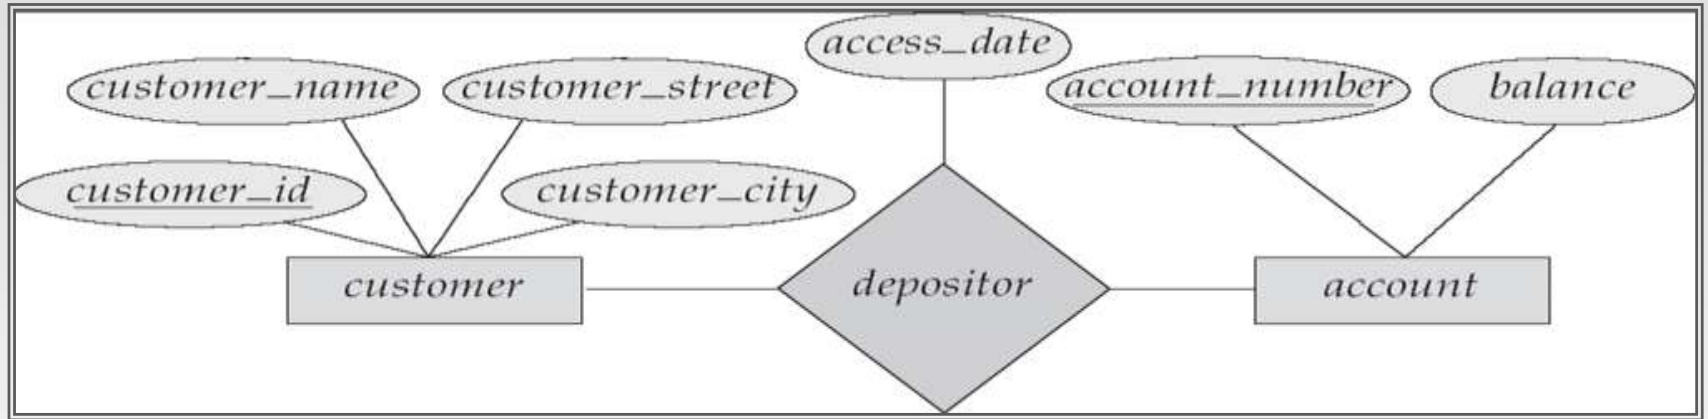 access_date
customer_name
customer_street
account_number
balance
customer_id
customer_city
customer
depositor
account